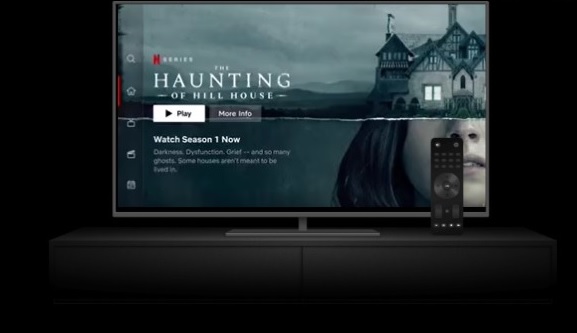 N SERIES
THE
HAUNTING
OF HILL HOUSE
Play
More Info
Watch Season 1 Now
Darkness. Dysfunction. Grief -- and so many
ghosts. Some houses aren't meant to be
lived in.